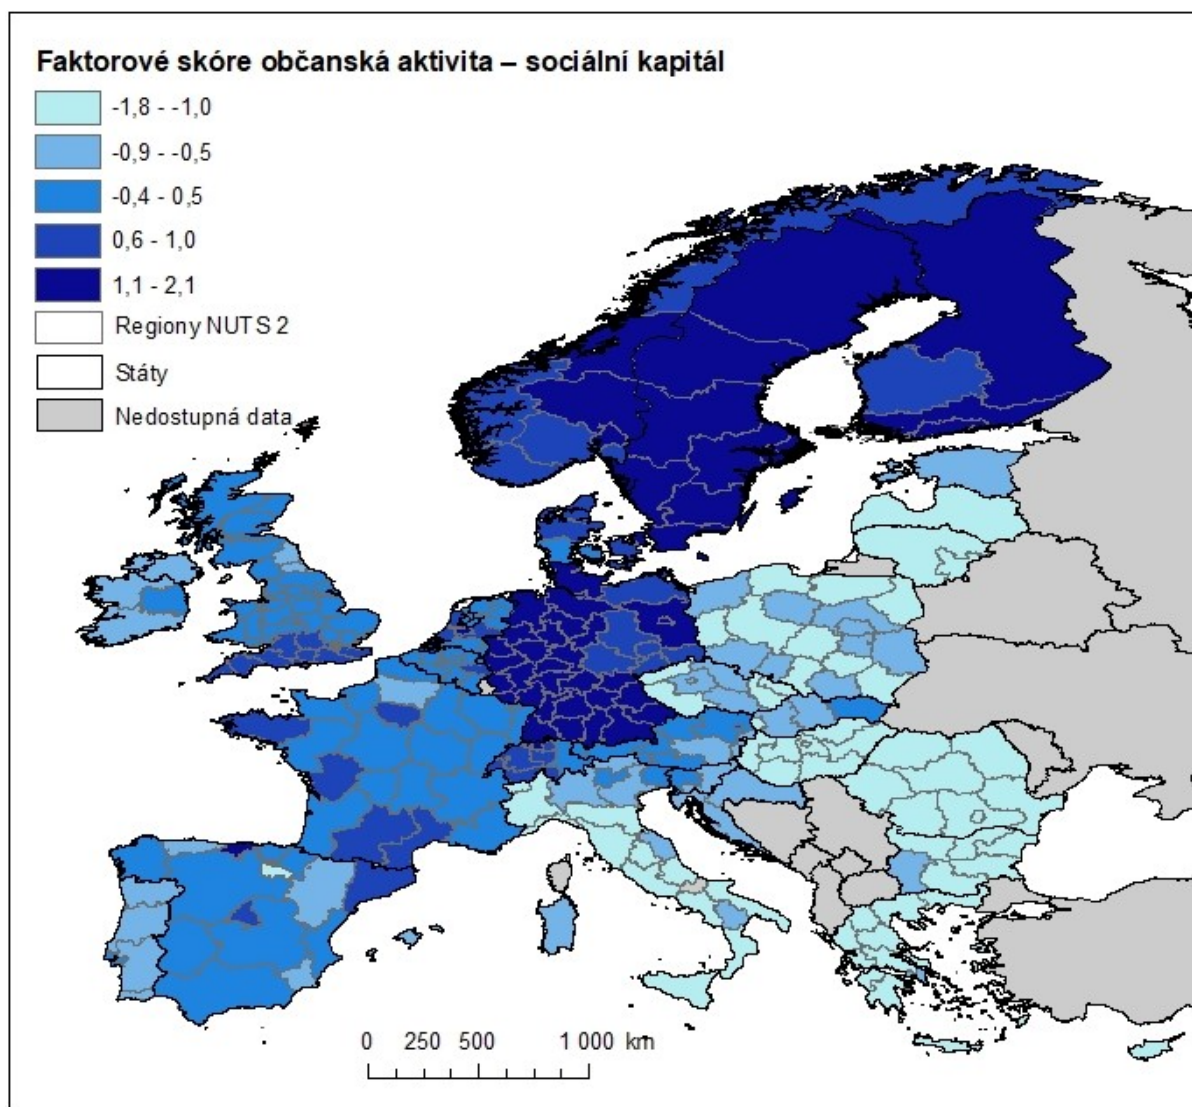 Faktorové skóre občanská aktivita – sociální kapitál
-1,8 - -1,0
-0,9 - -0,5
-0,4 - 0,5
0,6 - 1,0
1,1 - 2,1
Regiony NUTS 2
Státy
Nedostupná data
0 250 500 1 000 km